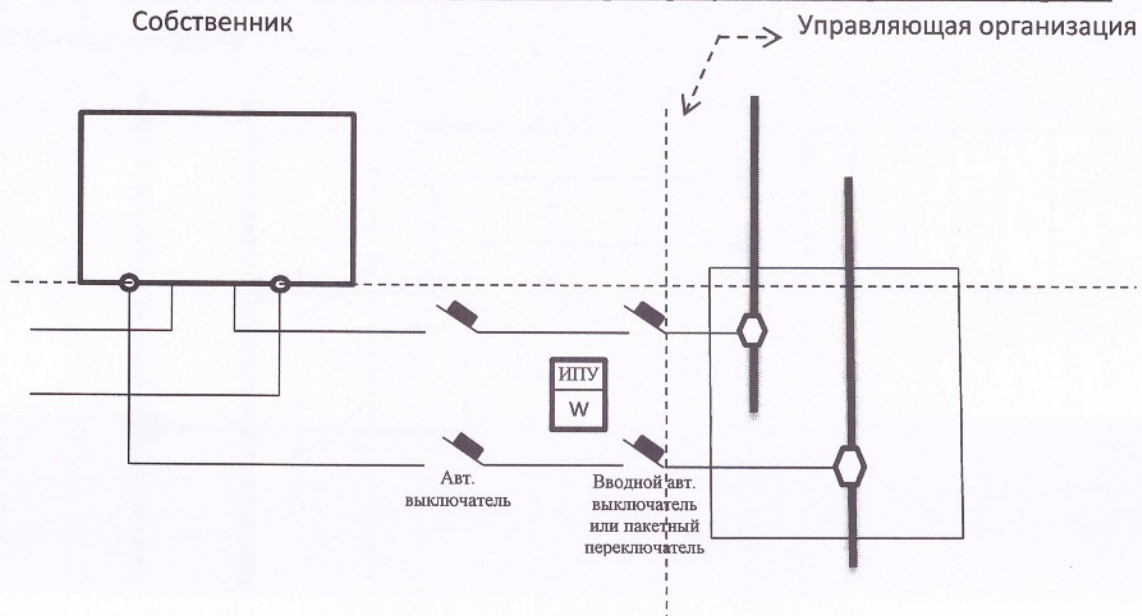 Собственник
Управляющая организация
ИПУ
W
Авт.
выключатель
Вводной авт.
выключатель
или пакетный
переключатель